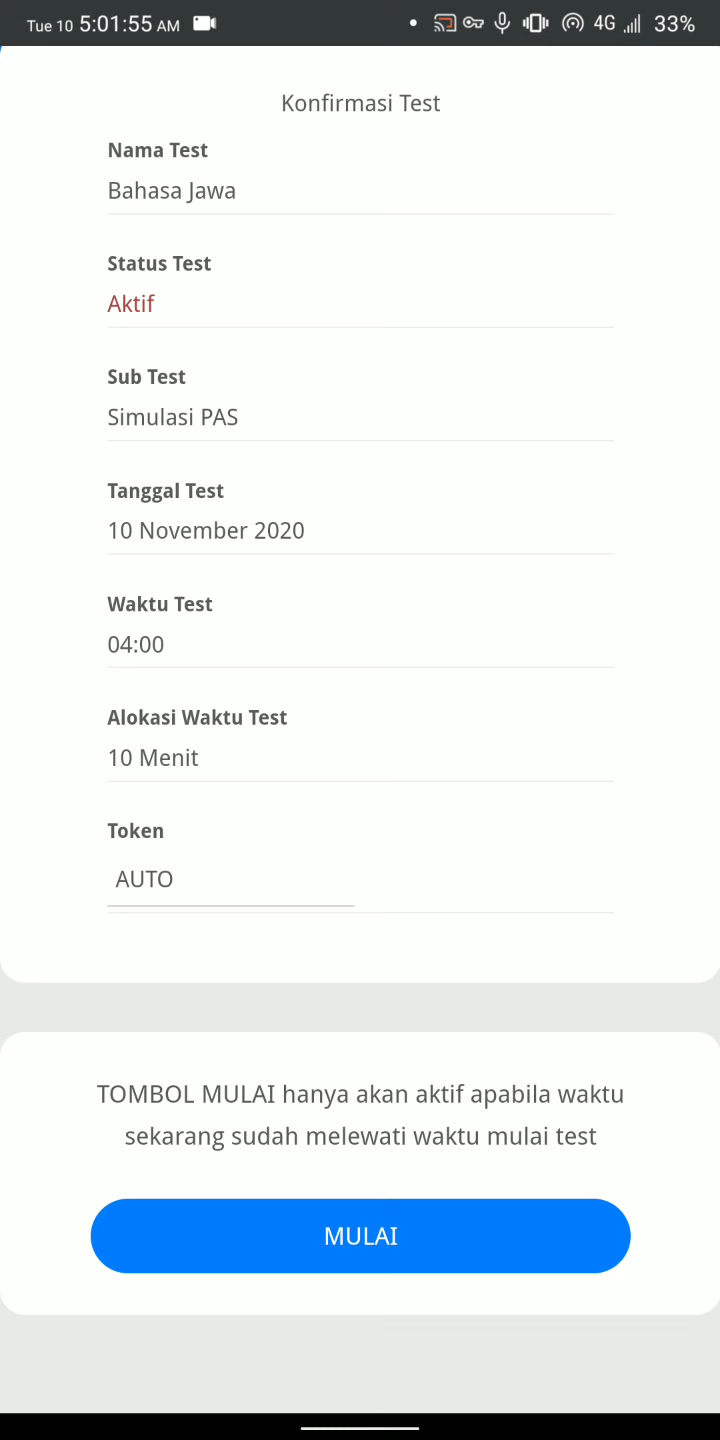 Tue 10 5:01:55 AM 4G 33%
Konfirmasi Test
Nama Test
Bahasa Jawa
Status Test
Aktif
Sub Test
Simulasi PAS
Tanggal Test
10 November 2020
Waktu Test
04:00
Alokasi Waktu Test
10 Menit
Token
AUTO
TOMBOL MULAI hanya akan aktif apabila waktu
sekarang sudah melewati waktu mulai test
MULAI